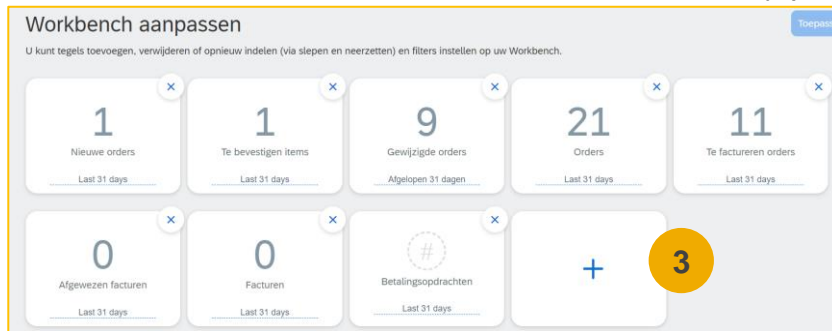 Workbench aanpassen
Toepass
U kunt tegels toevoegen, verwijderen of opnieuw indelen (via slepen en neerzetten) en filters instellen op uw Workbench.
1
Nieuwe orders
Last 31 days
1
Te bevestigen items
Last 31 days
9
Gewijzigde orders
Afgelopen 31 dagen
21
Orders
Last 31 days
11
Te factureren orders
Last 31 days
0
Afgewezen facturen
Last 31 days
0
Facturen
Last 31 days
#
Betalingsopdrachten
Last 31 days
+
3